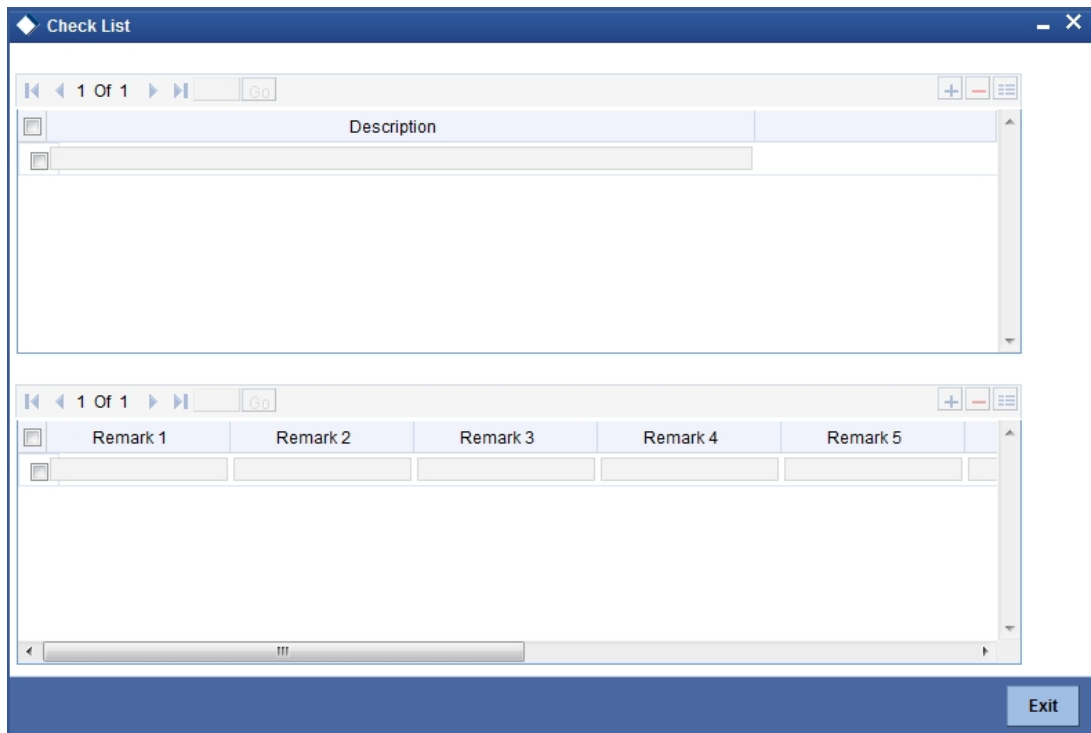 Check List
1 Of 1 Go
Description
1 Of 1 Go
Remark 1 Remark 2 Remark 3 Remark 4 Remark 5
Exit